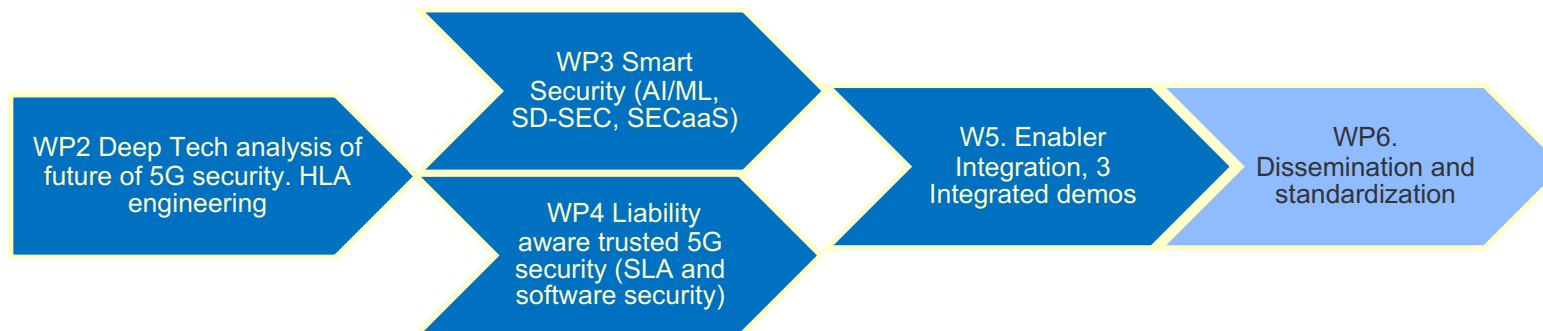 WP2 Deep Tech analysis of
future of 5G security. HLA
engineering
WP3 Smart
Security (AI/ML,
SD-SEC, SECaaS)
WP4 Liability
aware trusted 5G
security (SLA and
software security)
W5. Enabler
Integration, 3
Integrated demos
WP6.
Dissemination and
standardization